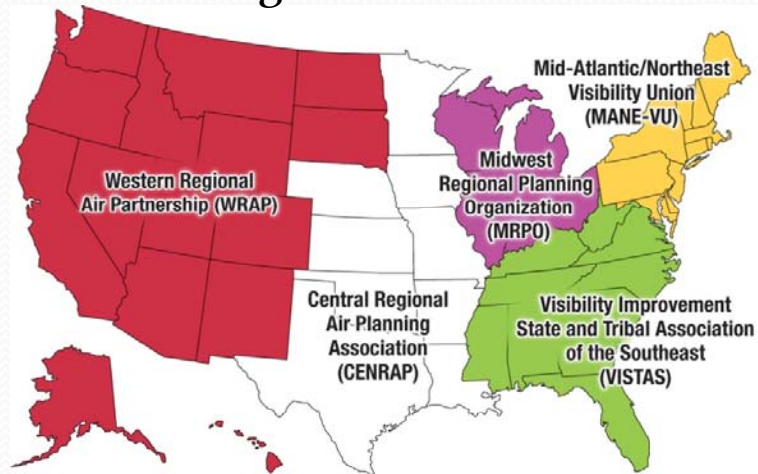 Mid-Atlantic/Northeast
Visibility Union
(MANE-VU)
Midwest
Regional Planning
Organization
(MRPO)
Western Regional
Air Partnership (WRAP)
Central Regional
Air Planning
Association
(CENRAP)
Visibility Improvement
State and Tribal Association
of the Southeast
(VISTAS)